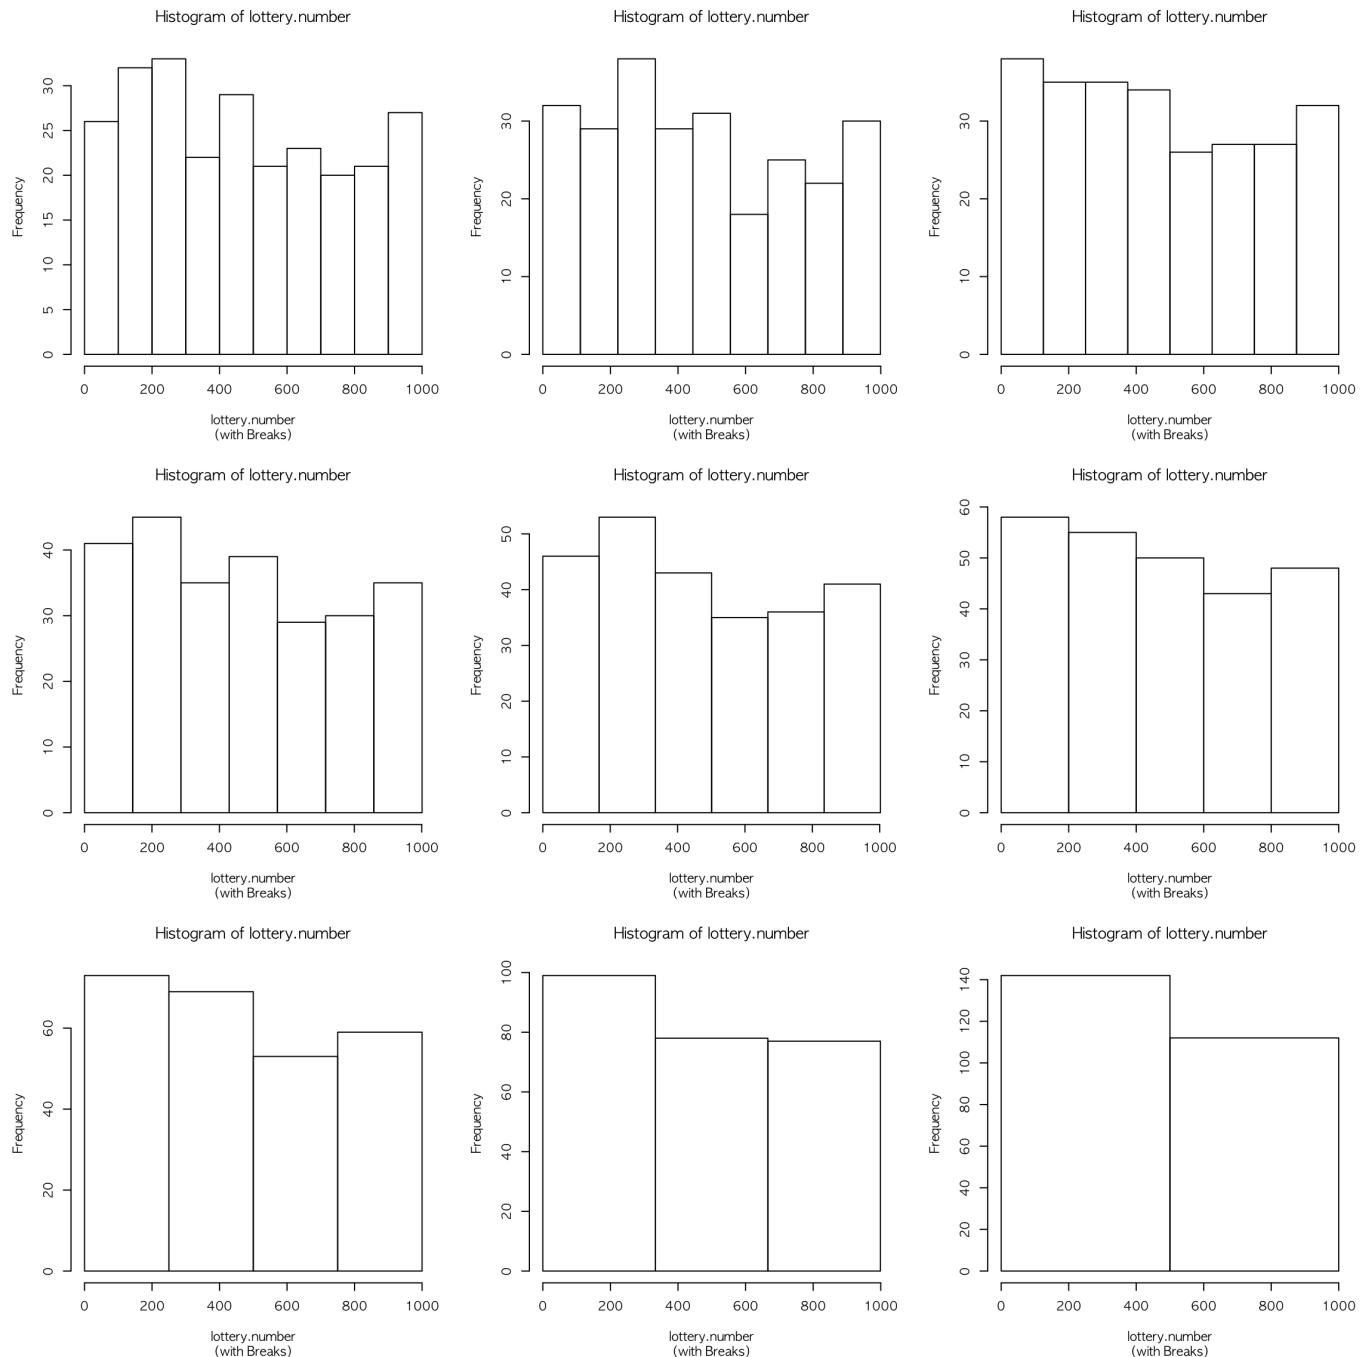 Histogram of lottery.number
Frequency
0 5 10 15 20 25 30
0 200 400 600 800 1000
lottery.number
(with Breaks)
Histogram of lottery.number
Frequency
0 10 20 30
0 200 400 600 800 1000
lottery.number
(with Breaks)
Histogram of lottery.number
Frequency
0 10 20 30
0 200 400 600 800 1000
lottery.number
(with Breaks)
Histogram of lottery.number
Frequency
0 10 20 30 40
0 200 400 600 800 1000
lottery.number
(with Breaks)
Histogram of lottery.number
Frequency
0 10 20 30 40 50
0 200 400 600 800 1000
lottery.number
(with Breaks)
Histogram of lottery.number
Frequency
0 10 20 30 40 50 60
0 200 400 600 800 1000
lottery.number
(with Breaks)
Histogram of lottery.number
Frequency
0 20 40 60
0 200 400 600 800 1000
lottery.number
(with Breaks)
Histogram of lottery.number
Frequency
0 20 40 60 80 100
0 200 400 600 800 1000
lottery.number
(with Breaks)
Histogram of lottery.number
Frequency
0 20 40 60 80 100 120 140
0 200 400 600 800 1000
lottery.number
(with Breaks)